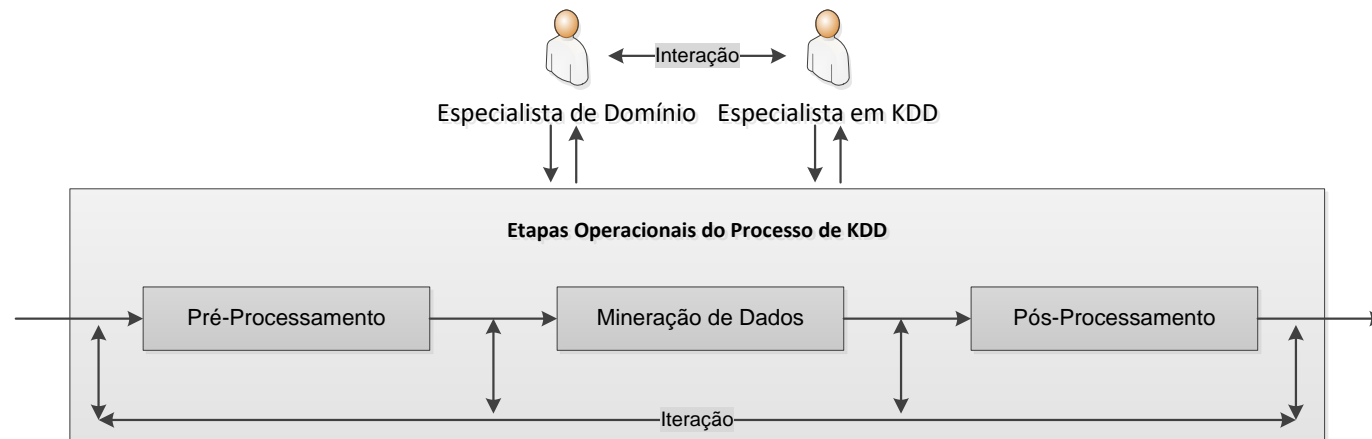 Interação
Especialista de Domínio
Especialista em KDD
Etapas Operacionais do Processo de KDD
Pré-Processamento
Mineração de Dados
Pós-Processamento
Iteração